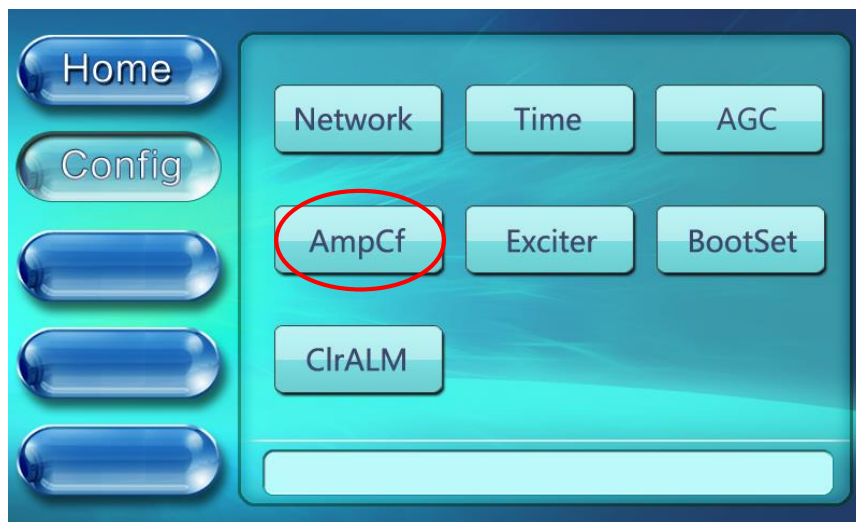 Home
Config
Network
Time
AGC
AmpCf
Exciter
BootSet
ClrALM